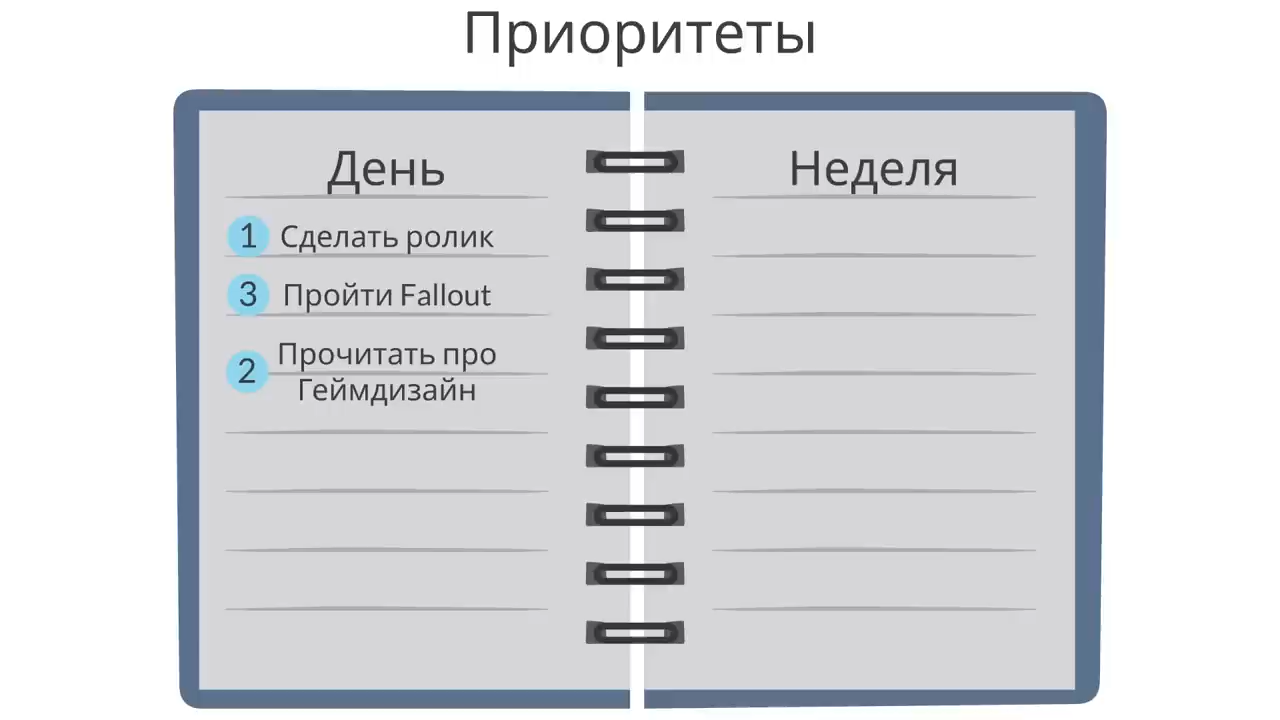 Приоритеты
День
1 Сделать ролик
3 Пройти Fallout
2 Прочитать про
Геймдизайн
Неделя